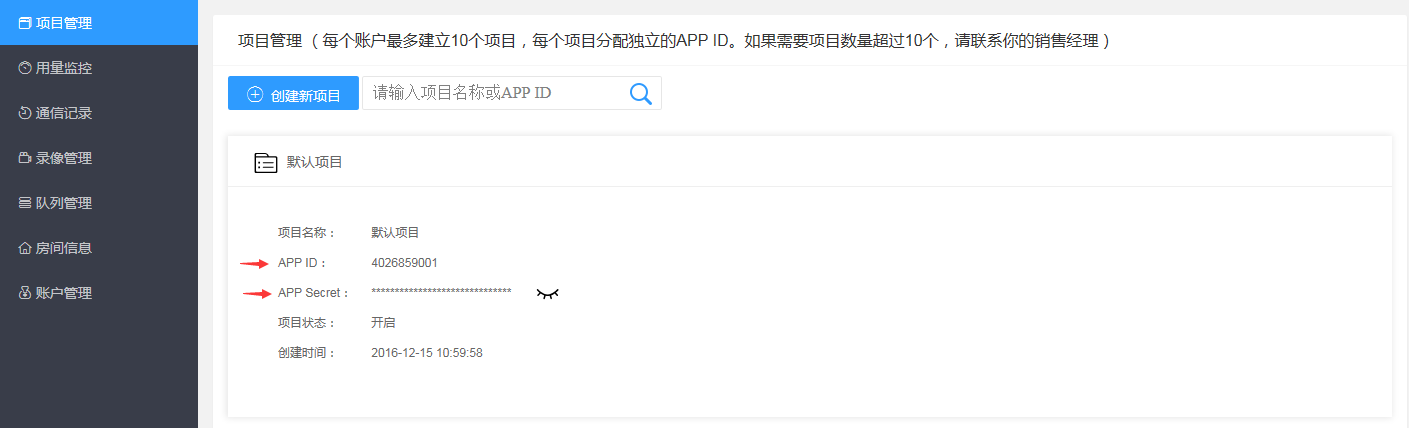 项目管理
用量监控
通信记录
录像管理
队列管理
房间信息
账户管理
项目管理 （ 每个账户最多建立10个项目，每个项目分配独立的APP ID。如果需要项目数量超过10个，请联系你的销售经理 ）
创建新项目 请输入项目名称或APP ID
默认项目
项目名称： 默认项目
APP ID： 4026859001
APP Secret： ******************************
项目状态： 开启
创建时间： 2016-12-15 10:59:58